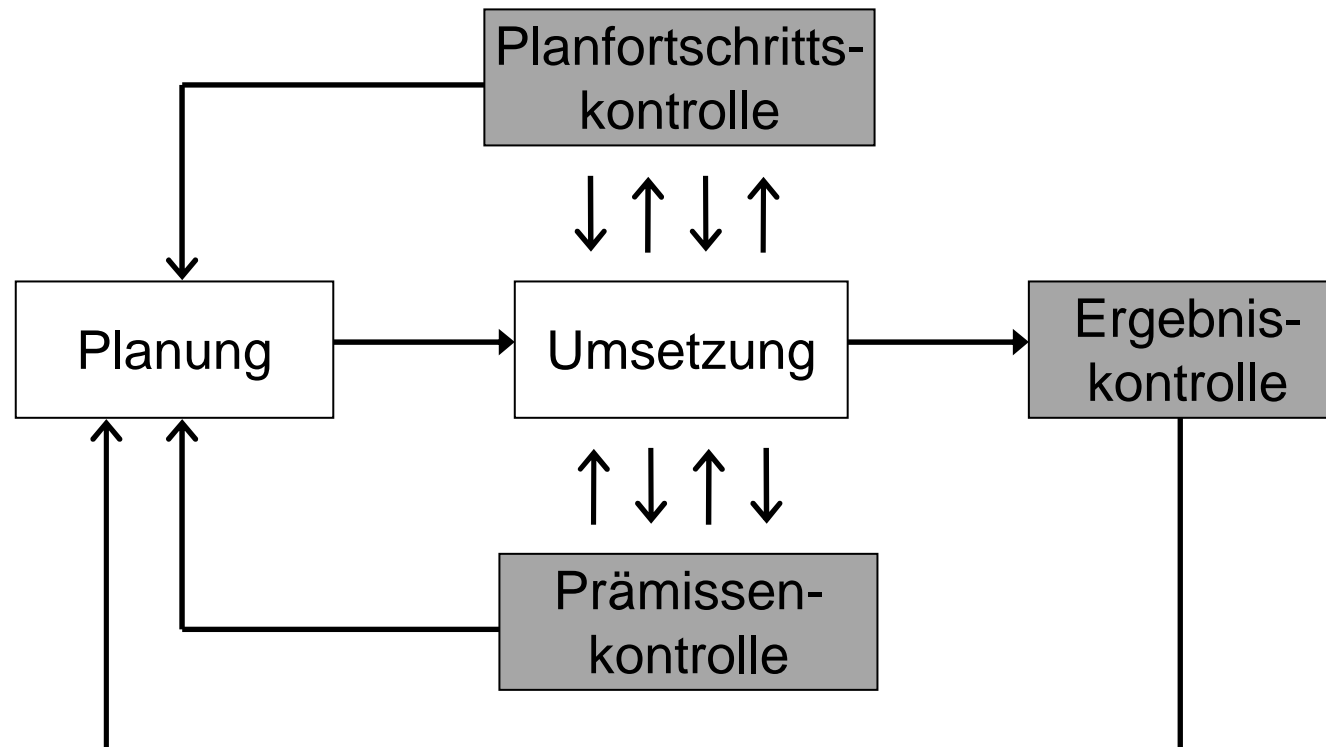 Planfortschritts-
kontrolle
Planung
Umsetzung
Ergebnis-
kontrolle
Prämissen-
kontrolle